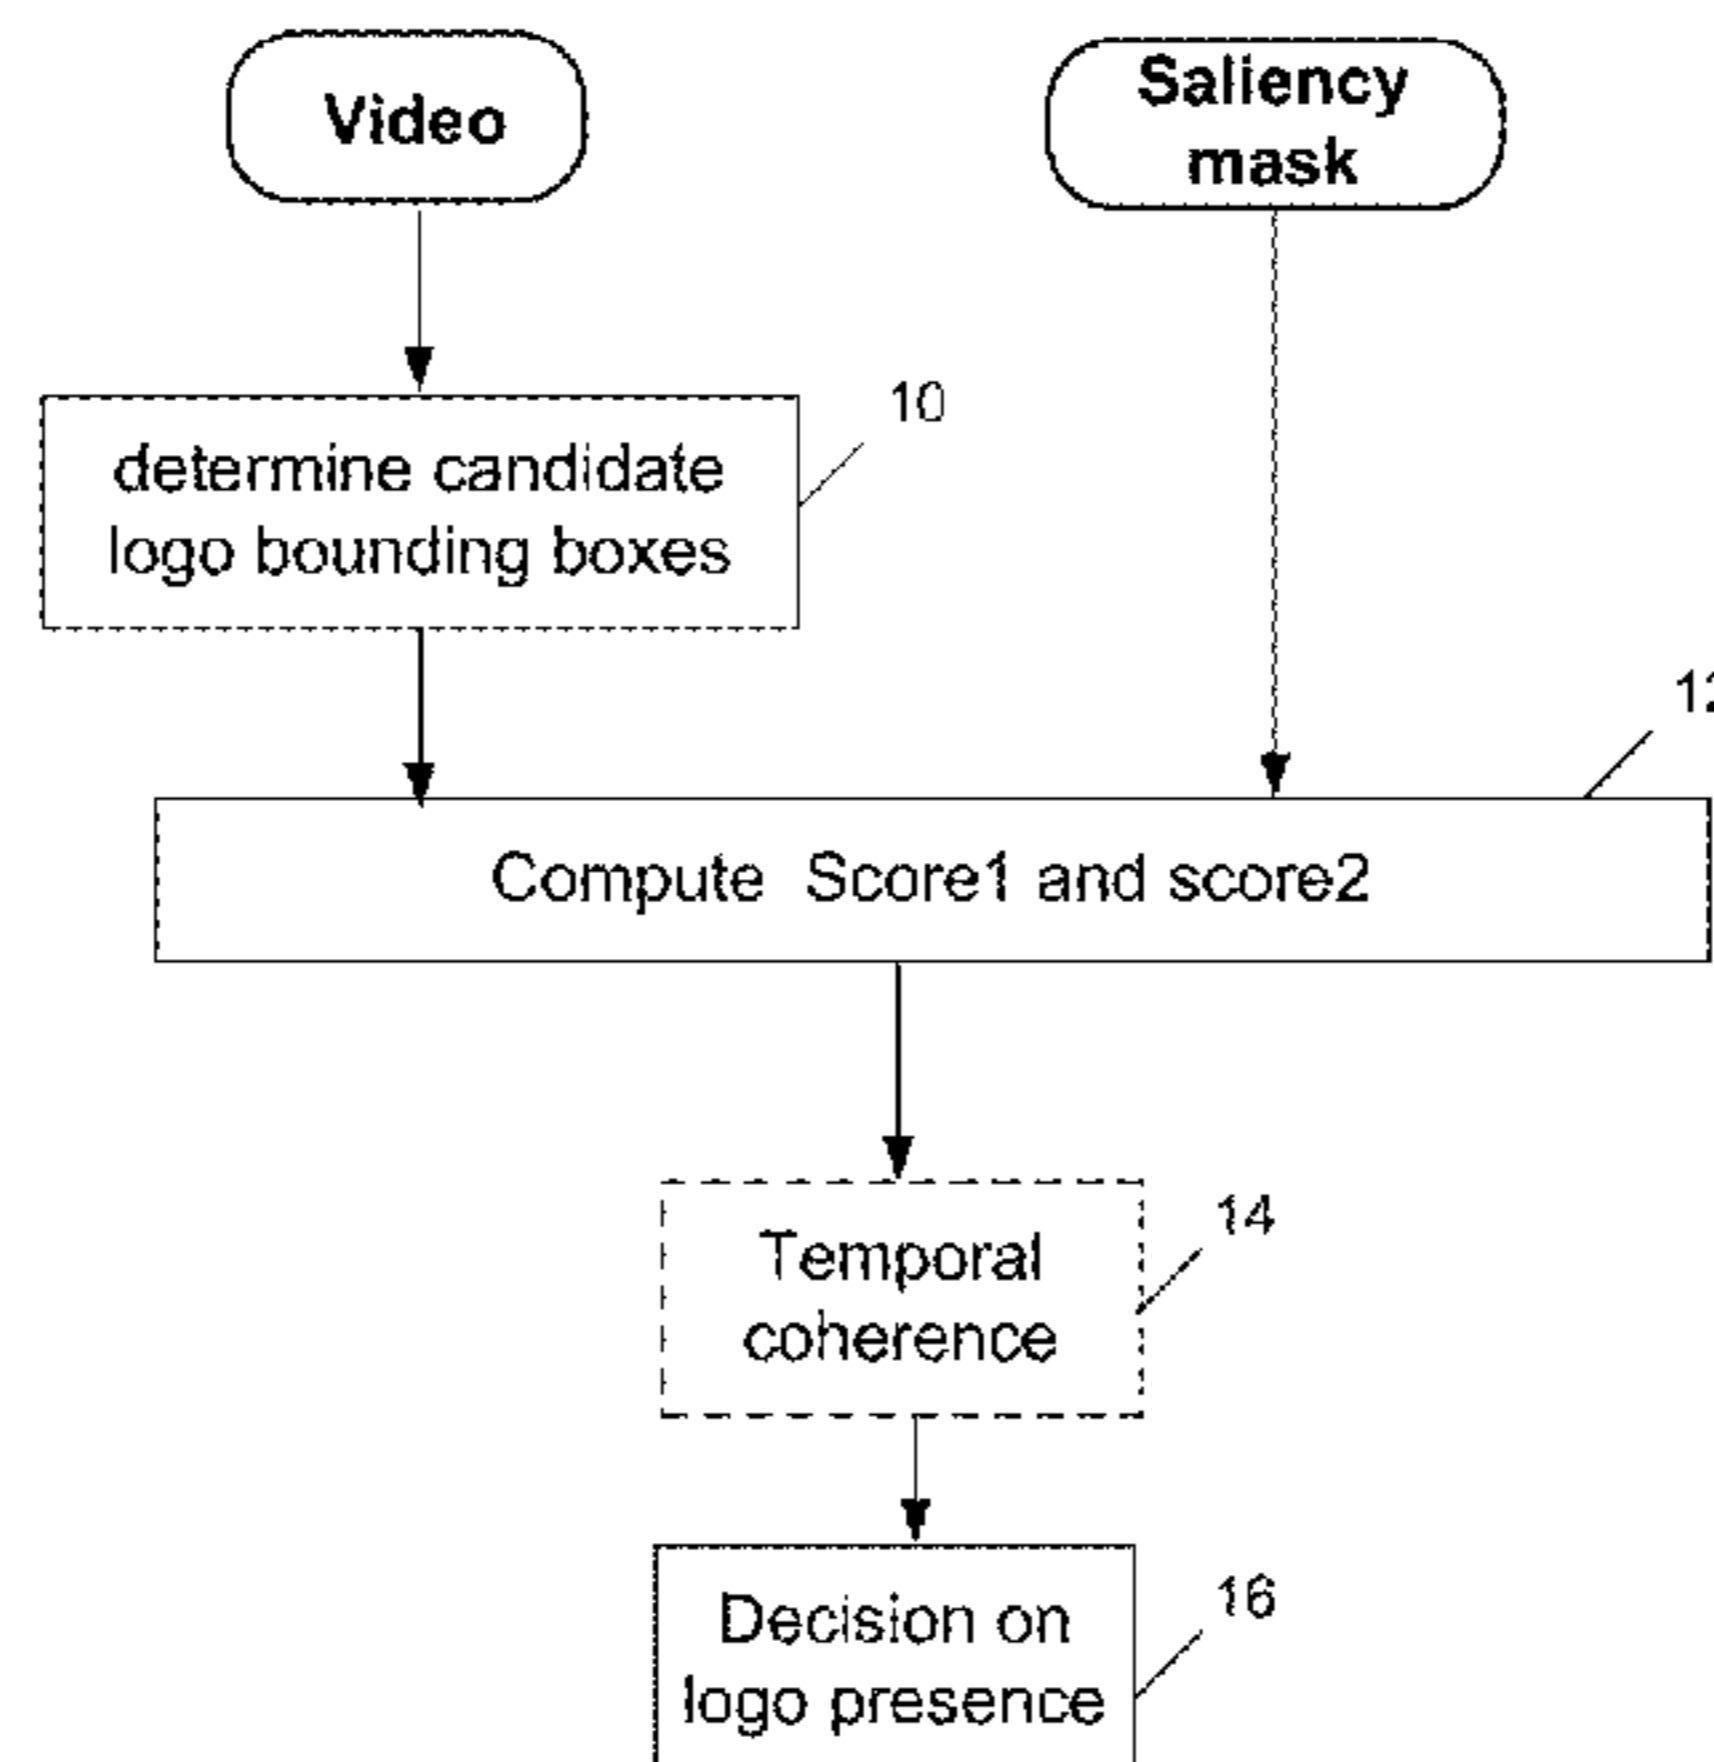 Video
Saliency
mask
10
determine candidate
logo bounding boxes
12
Compute Score1 and score2
14
Temporal
coherence
16
Decision on
logo presence